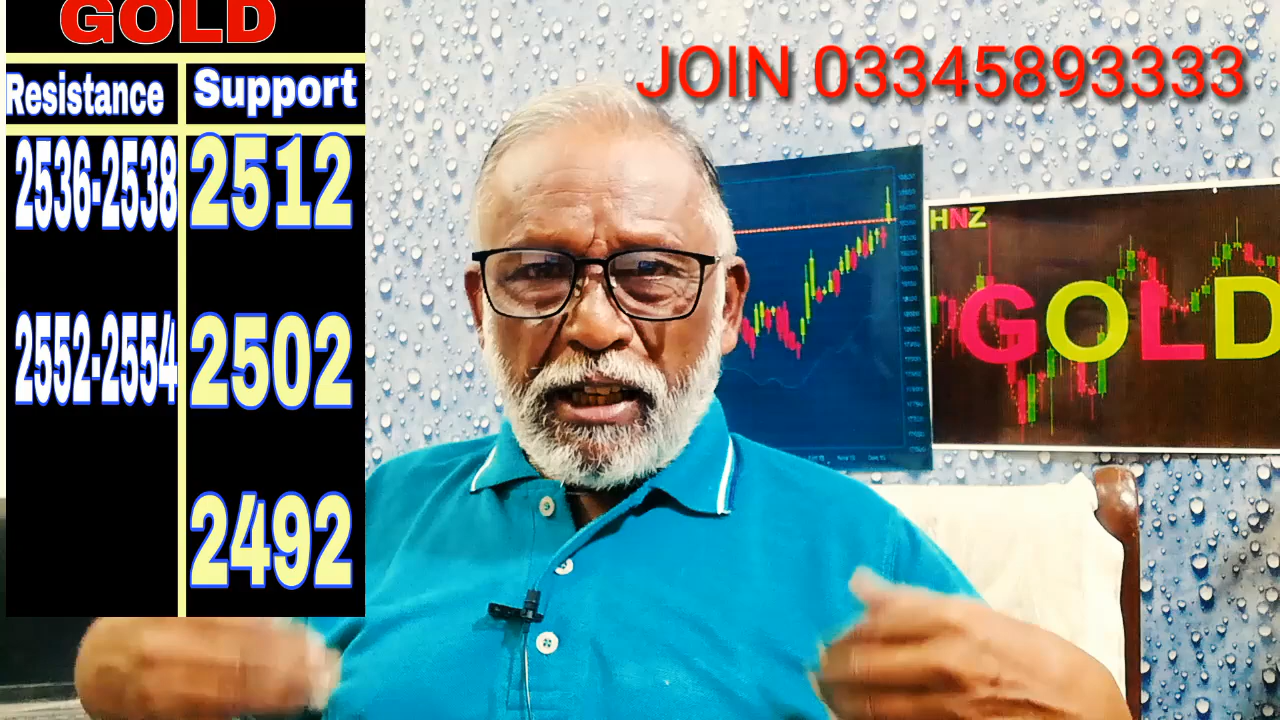 GOLD
Resistance Support
2536-2538 2512
2552-2554 2502
2492
JOIN 03345893333
HNZ
GOLD